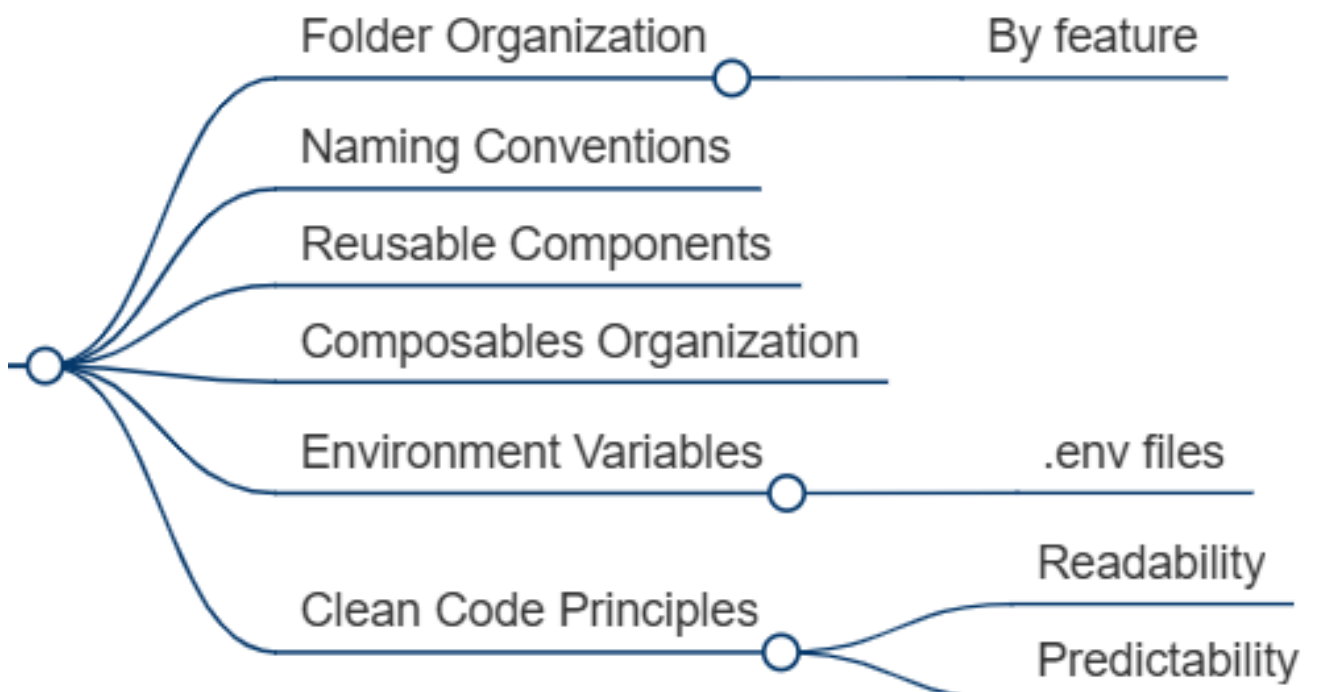 Folder Organization
By feature
Naming Conventions
Reusable Components
Composables Organization
Environment Variables
.env files
Clean Code Principles
Readability
Predictability